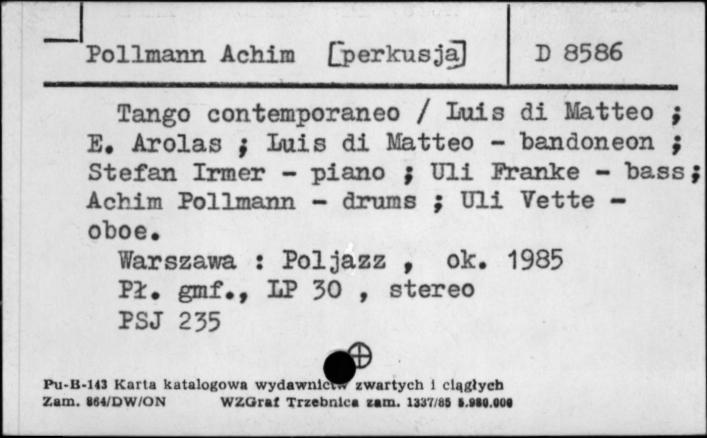 Pollmann Achim [perkusja] D 8586
Tango contemporaneo / Luis di Matteo ;
E. Arolas ; Luis di Matteo - bandoneon ;
Stefan Irmer - piano ; Uli Franke - bass;
Achim Pollmann - drums ; Uli Vette -
oboe.
Warszawa : Poljazz , ok. 1985
Pł. gmf., LP 30 , stereo
PSJ 235
Pu-B-143 Karta katalogowa wydawnictw zwartych i ciągłych
Zam. 864/DW/ON WZGraf Trzebnica zam. 1337/85 5.980.000